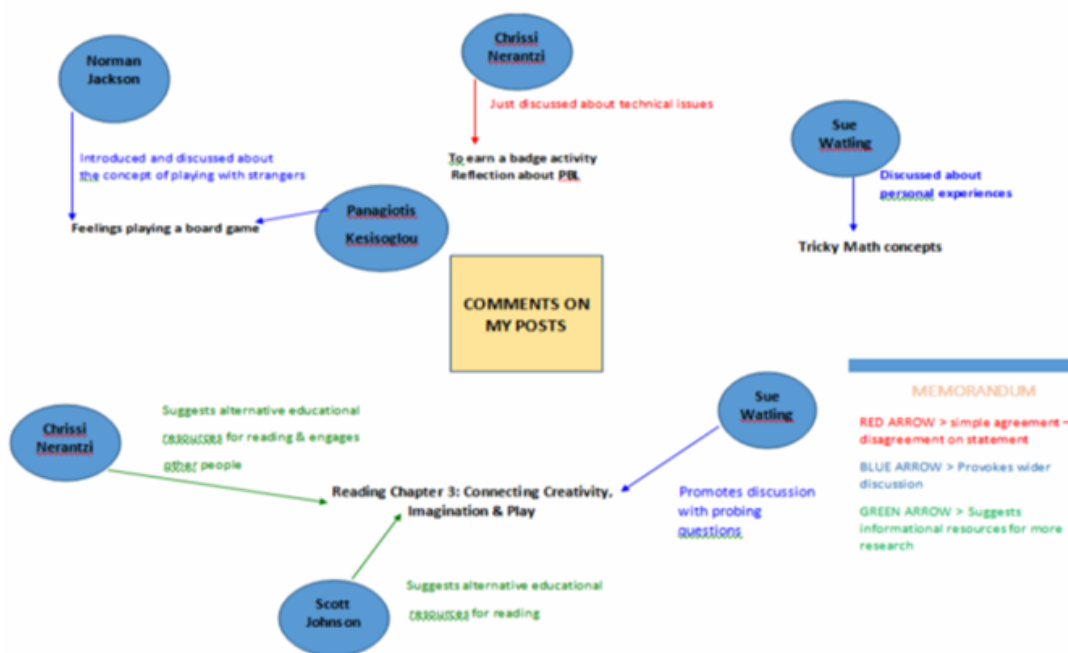 Norman
Jackson
Chrissi
Nerantzi
Just discussed about technical issues
Sue
Watling
Introduced and discussed about
the concept of playing with strangers
To earn a badge activity
Reflection about PBL
Discussed about
personal experiences
Feelings playing a board game
Panagiotis
Kesisoglou
Tricky Math concepts
COMMENTS ON
MY POSTS
Chrissi
Nerantzi
Suggests alternative educational
resources for reading & engages
other people
Sue
Watling
MEMORANDUM
RED ARROW > simple agreement –
disagreement on statement
BLUE ARROW > Provokes wider
discussion
GREEN ARROW > Suggests
informational resources for more
research
Reading Chapter 3: Connecting Creativity,
Imagination & Play
Promotes discussion
with probing
questions
Scott
Johnson
Suggests alternative educational
resources for reading